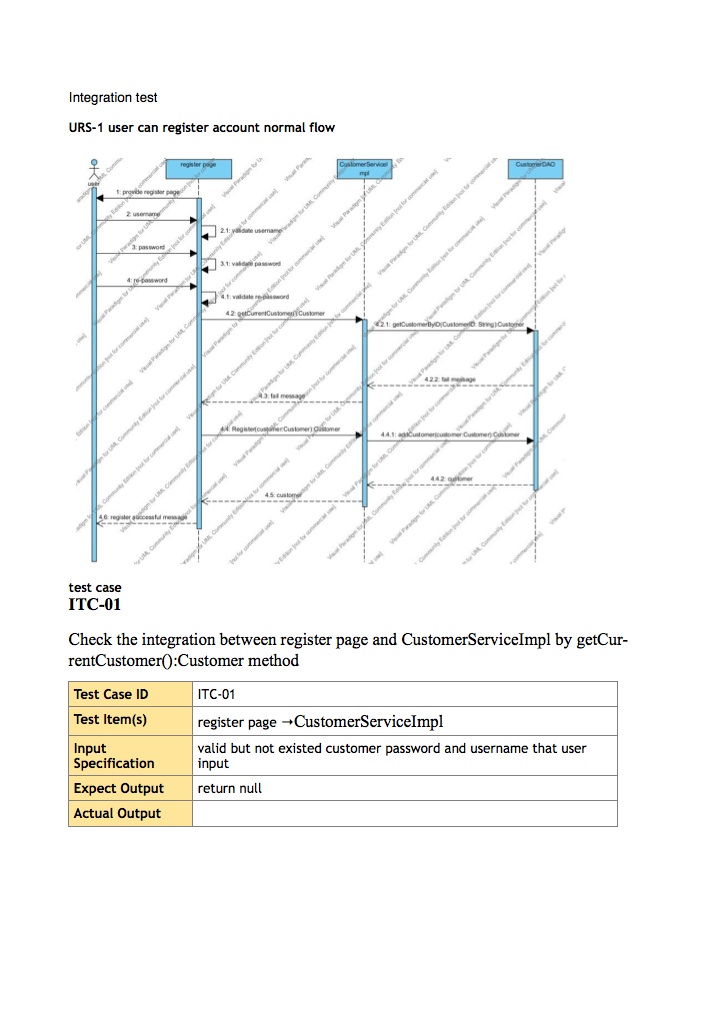 Integration test
URS-1 user can register account normal flow
register page
CustomerServiceI
mpl
CustomerDAO
user
1: provide register page
2: username
2.1: validate username
3: password
3.1: validate password
4: re-password
4.1: validate re-password
4.2: getCurrentCustomer():Customer
4.2.1: getCustomerByID(CustomerID: String):Customer
4.2.2: fail message
4.3: fail message
4.4: Register(customer:Customer):Customer
4.4.1: addCustomer(customer:Customer):Customer
4.4.2: customer
4.5: customer
4.6: register successful message
test case
ITC-01
Check the integration between register page and CustomerServiceImpl by getCur-
rentCustomer():Customer method
Test Case ID ITC-01
Test Item(s) register page →CustomerServiceImpl
Input valid but not existed customer password and username that user
Specification input
Expect Output return null
Actual Output